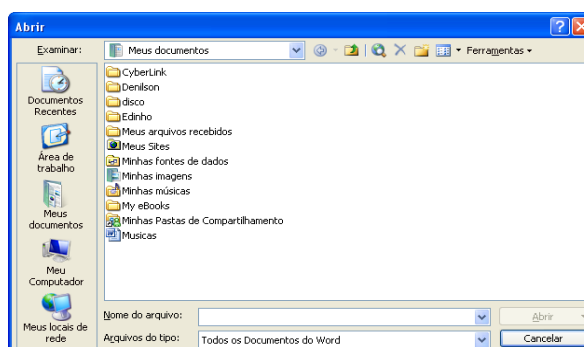 Abrir
Examinar:
Meus documentos
Ferramentas
Documentos
Recentes
Área de
trabalho
Meus
documentos
Meu
Computador
Meus locais de
rede
CyberLink
Denilson
disco
Edinho
Meus arquivos recebidos
Meus Sites
Minhas fontes de dados
Minhas imagens
Minhas músicas
My eBooks
Minhas Pastas de Compartilhamento
Musicas
Nome do arquivo:
Abrir
Arquivos do tipo:
Todos os Documentos do Word
Cancelar